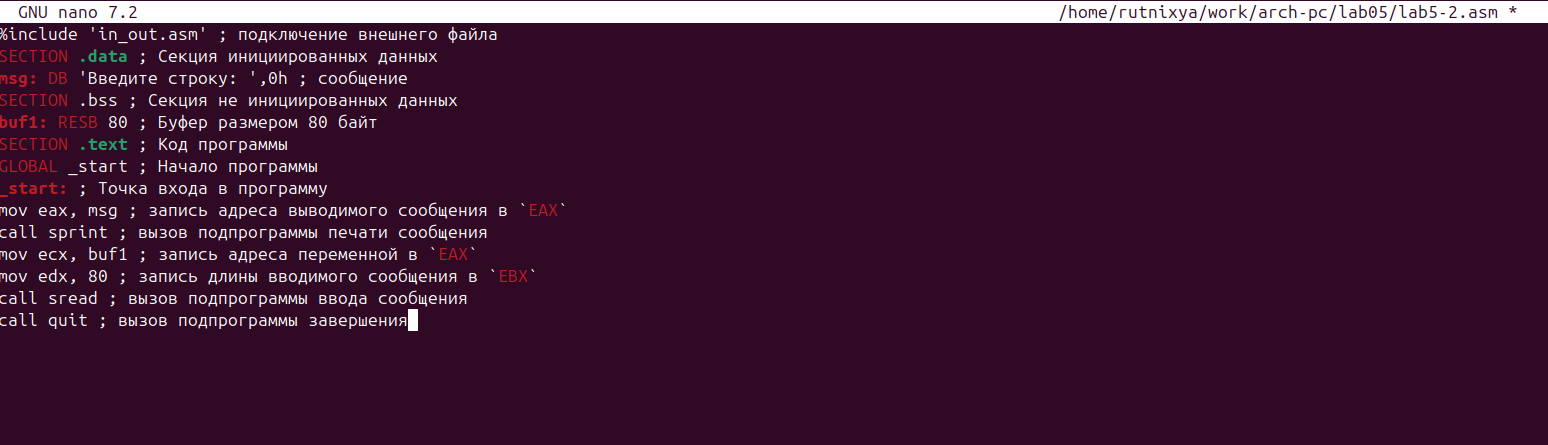 GNU nano 7.2 /home/rutnixya/work/arch-pc/lab05/lab5-2.asm *
%include 'in_out.asm' ; подключение внешнего файла
SECTION .data ; Секция инициированных данных
msg: DB 'Введите строку: ',0h ; сообщение
SECTION .bss ; Секция не инициированных данных
buf1: RESB 80 ; Буфер размером 80 байт
SECTION .text ; Код программы
GLOBAL _start ; Начало программы
_start: ; Точка входа в программу
mov eax, msg ; запись адреса выводимого сообщения в `EAX`
call sprint ; вызов подпрограммы печати сообщения
mov ecx, buf1 ; запись адреса переменной в `EAX`
mov edx, 80 ; запись длины вводимого сообщения в `EBX`
call sread ; вызов подпрограммы ввода сообщения
call quit ; вызов подпрограммы завершения